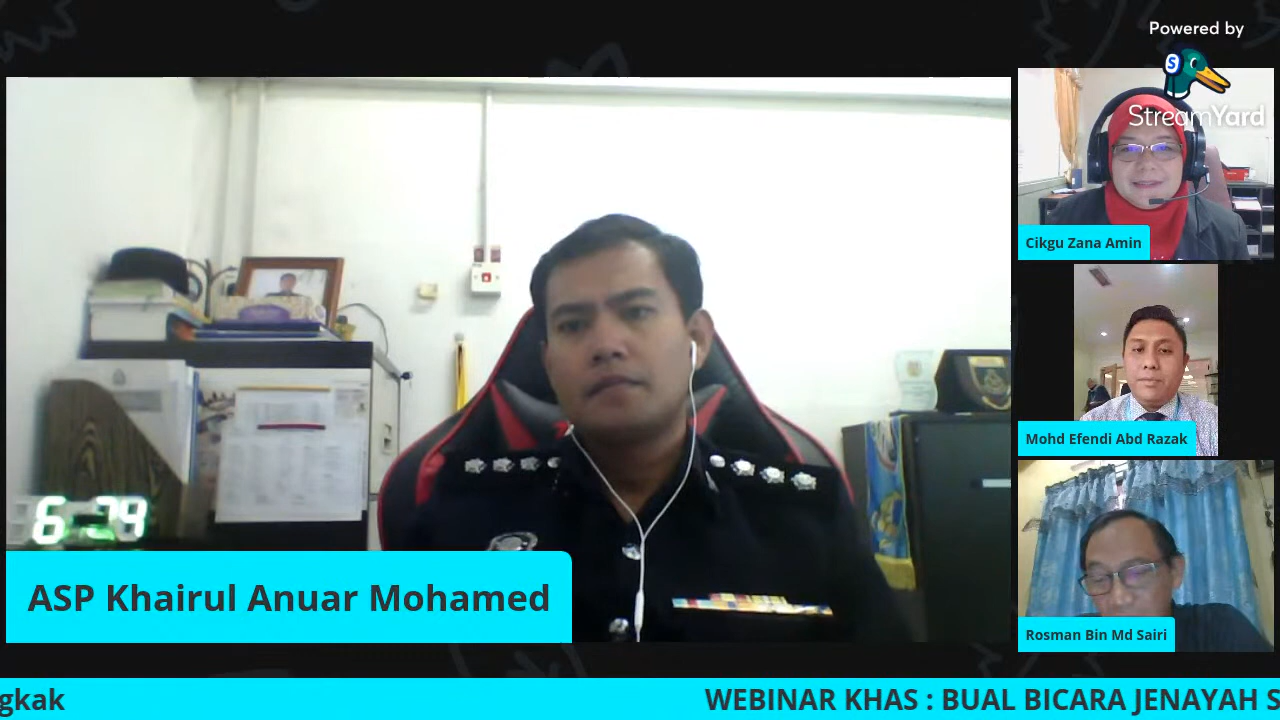 Powered by
StreamYard
Cikgu Zana Amin
Mohd Efendi Abd Razak
6:29
ASP Khairul Anuar Mohamed
Rosman Bin Md Sairi
gkak
WEBINAR KHAS : BUAL BICARA JENAYAH S